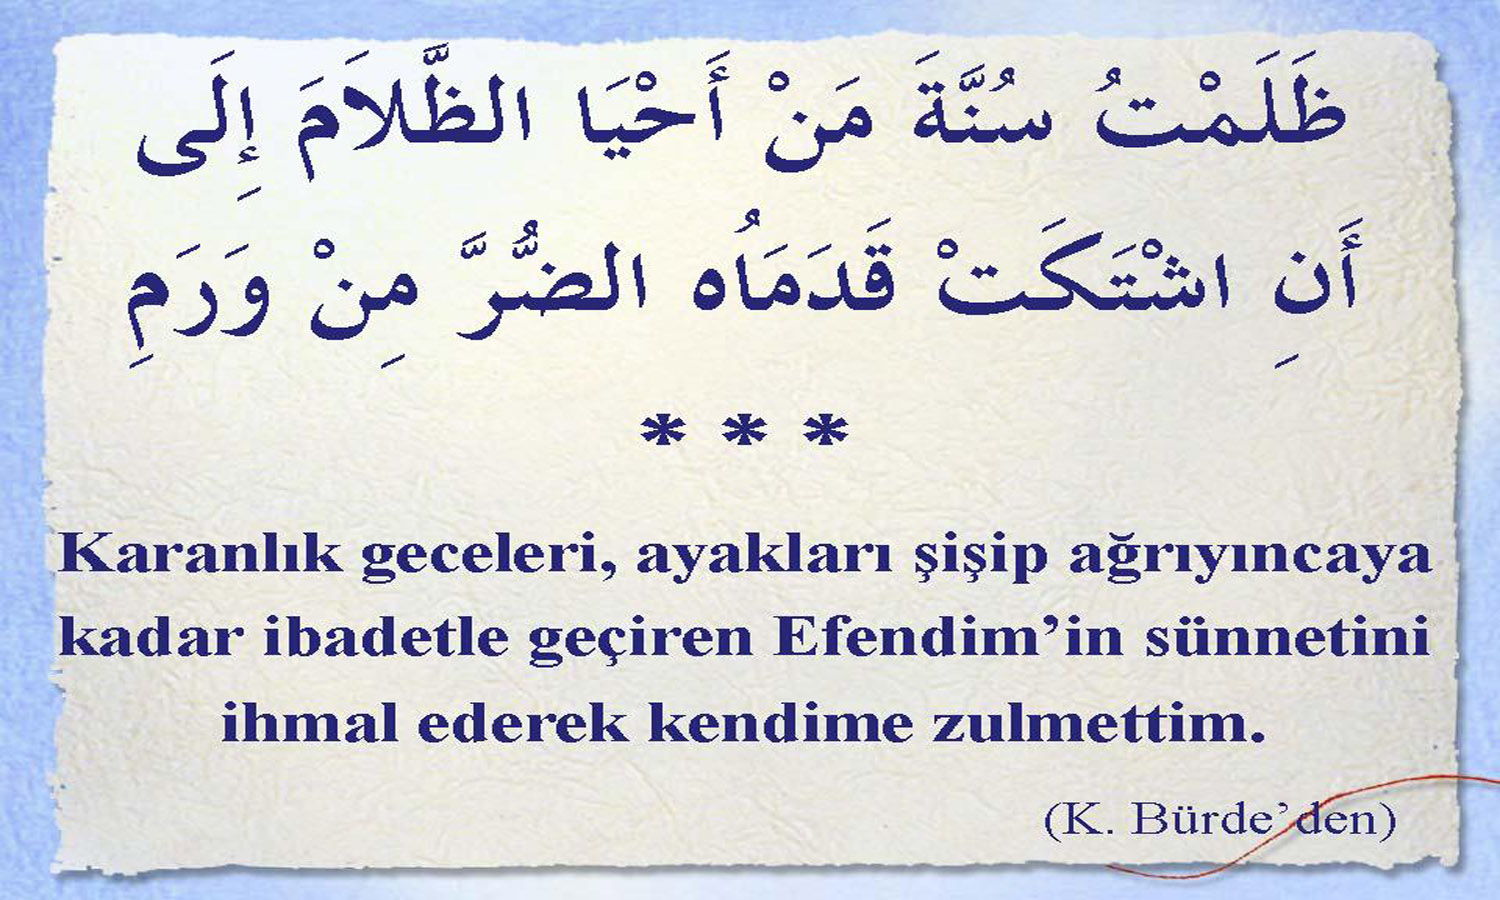 ظَلَمْتُ سُنَّةَ مَنْ أَحْيَا الظَّلَامَ إِلَى
أَنِ اشْتَكَتْ قَدَمَاُه الضُّرَّ مِنْ وَرَمِ
* * *
Karanlık geceleri, ayakları şişip ağrıyıncaya
kadar ibadetle geçiren Efendim’in sünnetini
ihmal ederek kendime zulmettim.
(K. Bürde’den)